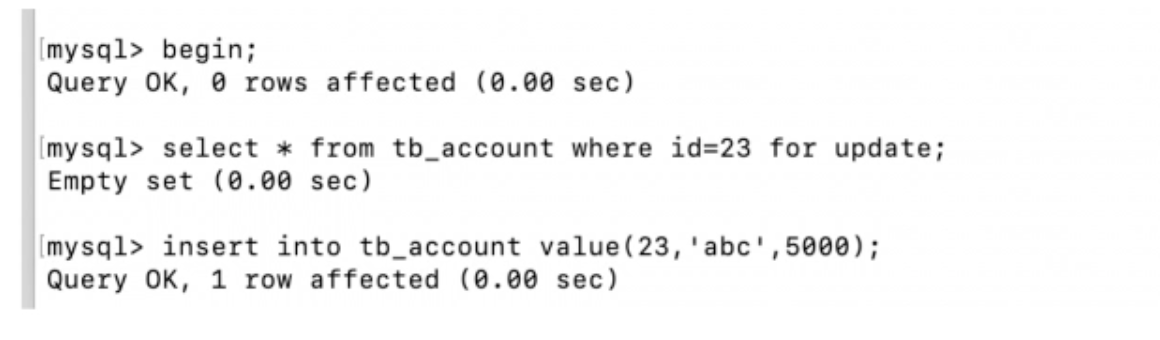 [mysql> begin;
Query OK, 0 rows affected (0.00 sec)
[mysql> select * from tb_account where id=23 for update;
Empty set (0.00 sec)
[mysql> insert into tb_account value(23,'abc',5000);
Query OK, 1 row affected (0.00 sec)